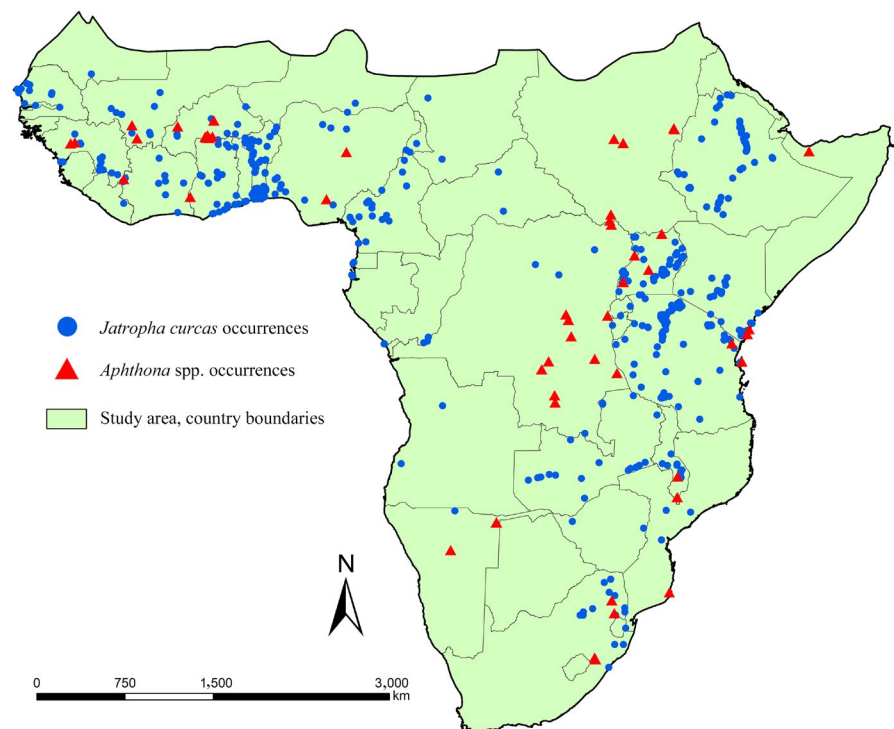 Jatropha curcas occurrences
Aphthona spp. occurrences
Study area, country boundaries
N
0 750 1,500 3,000
km